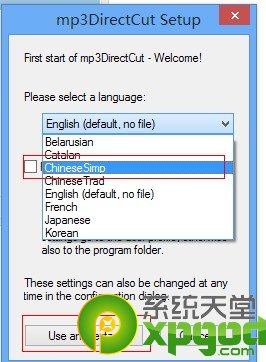 mp3DirectCut Setup
First start of mp3DirectCut - Welcome!
Please select a language:
English (default, no file)
Belarusian
Catalan
ChineseSimp
ChineseTrad
English (default, no file)
French
Japanese
Korean
also to the program folder.
These settings can also be changed at any
time in the configuration dialog.
系统天堂
xpgod
Use an